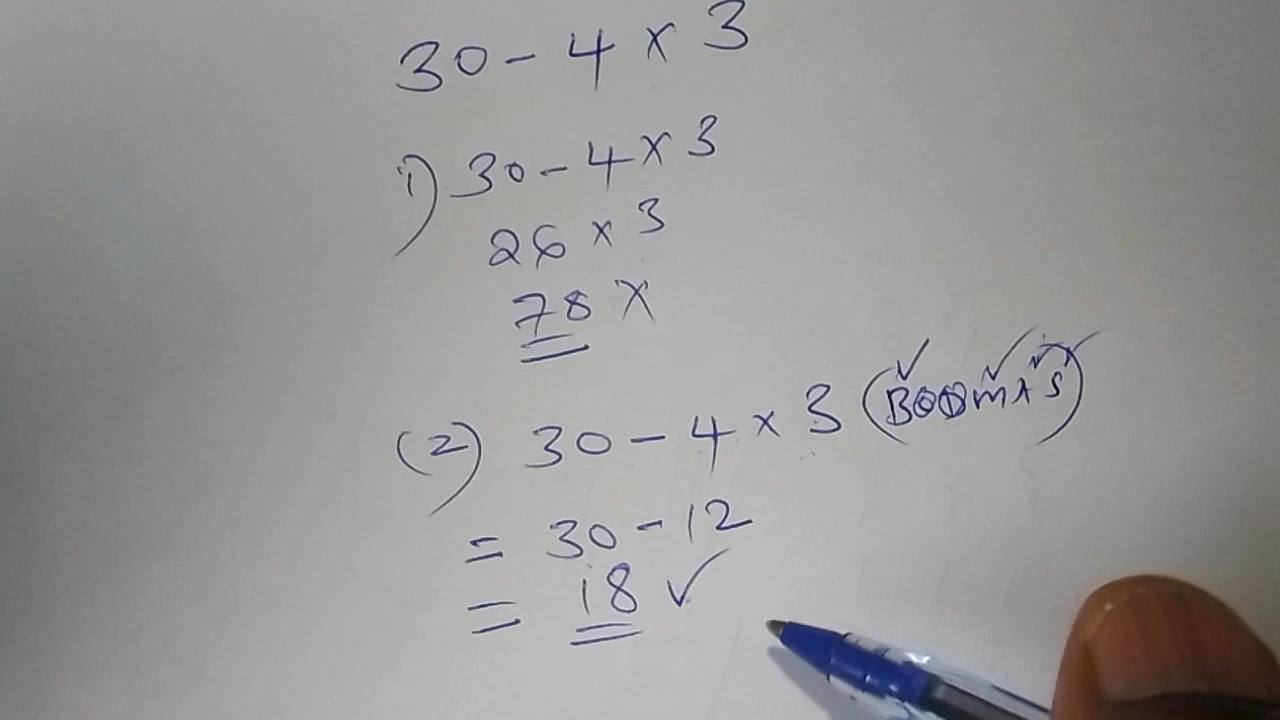 30 - 4 × 3
1) 30 - 4 × 3
26 × 3
78 X
(2) 30 - 4 × 3 (BODMAS)
= 30 - 12
= 18 ✓